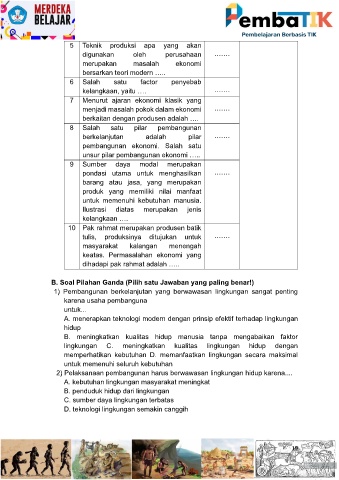 MERDEKA
BELAJAR
PembaTIK
Pembelajaran Berbasis TIK
5 Teknik produksi apa yang akan
digunakan oleh perusahaan .......
merupakan masalah ekonomi
bersarkan teori modern .....
6 Salah satu factor penyebab
kelangkaan, yaitu .... .......
7 Menurut ajaran ekonomi klasik yang
menjadi masalah pokok dalam ekonomi .......
berkaitan dengan produsen adalah ....
8 Salah satu pilar pembangunan
berkelanjutan adalah pilar .......
pembangunan ekonomi. Salah satu
unsur pilar pembangunan ekonomi .....
9 Sumber daya modal merupakan
pondasi utama untuk menghasilkan .......
barang atau jasa, yang merupakan
produk yang memiliki nilai manfaat
untuk memenuhi kebutuhan manusia.
Ilustrasi diatas merupakan jenis
kelangkaan ....
10 Pak rahmat merupakan produsen batik
tulis, produksinya ditujukan untuk .......
masyarakat kalangan menengah
keatas. Permasalahan ekonomi yang
dihadapi pak rahmat adalah .....
B. Soal Pilahan Ganda (Pilih satu Jawaban yang paling benar!)
1) Pembangunan berkelanjutan yang berwawasan lingkungan sangat penting
karena usaha pembanguna
untuk...
A. menerapkan teknologi modern dengan prinsip efektif terhadap lingkungan
hidup
B. meningkatkan kualitas hidup manusia tanpa mengabaikan faktor
lingkungan C. meningkatkan kualitas lingkungan hidup dengan
memperhatikan kebutuhan D. memanfaatkan lingkungan secara maksimal
untuk memenuhi seluruh kebutuhan
2) Pelaksanaan pembangunan harus berwawasan lingkungan hidup karena....
A. kebutuhan lingkungan masyarakat meningkat
B. penduduk hidup dari lingkungan
C. sumber daya lingkungan terbatas
D. teknologi lingkungan semakin canggih